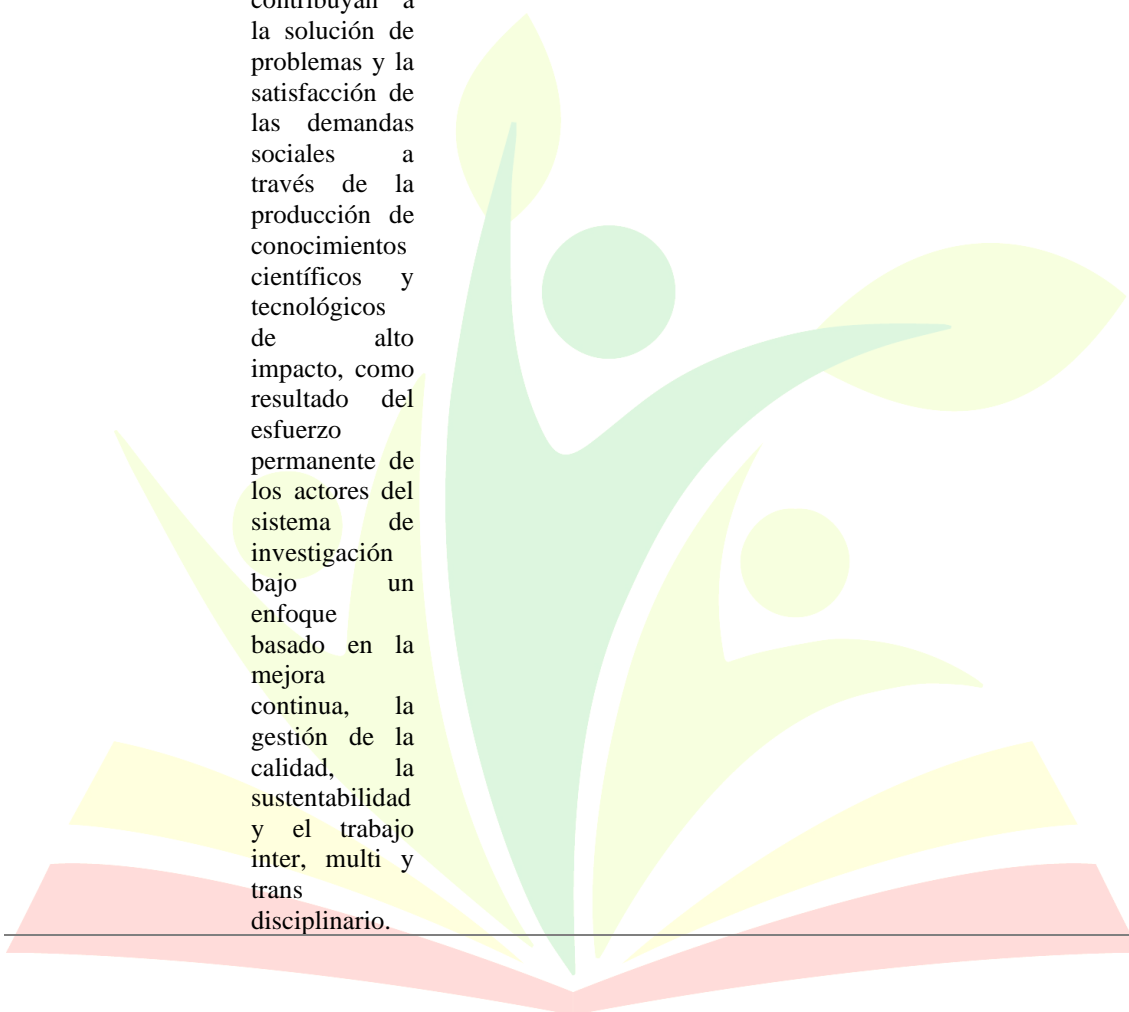 contribuyan a
la solución de
problemas y la
satisfacción de
las demandas
sociales a
través de la
producción de
conocimientos
científicos y
tecnológicos
de alto
impacto, como
resultado del
esfuerzo
permanente de
los actores del
sistema de
investigación
bajo un
enfoque
basado en la
mejora
continua, la
gestión de la
calidad, la
sustentabilidad
y el trabajo
inter, multi y
trans
disciplinario.